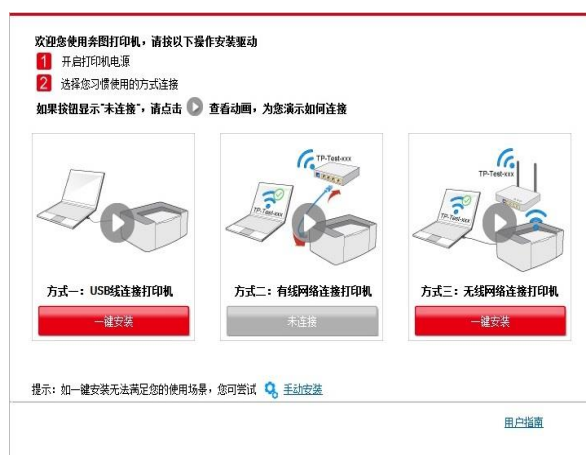 欢迎您使用奔图打印机，请按以下操作安装驱动
1 开启打印机电源
2 选择您习惯使用的方式连接
如果按钮显示"未连接"，请点击 查看动画，为您演示如何连接
TP-Test-xxx
TP-Test-xxx
TP-Test-xxx
TP-Test-xxx
方式一：USB线连接打印机
方式二：有线网络连接打印机
方式三：无线网络连接打印机
一键安装
未连接
一键安装
提示：如一键安装无法满足您的使用场景，您可尝试 手动安装
用户指南